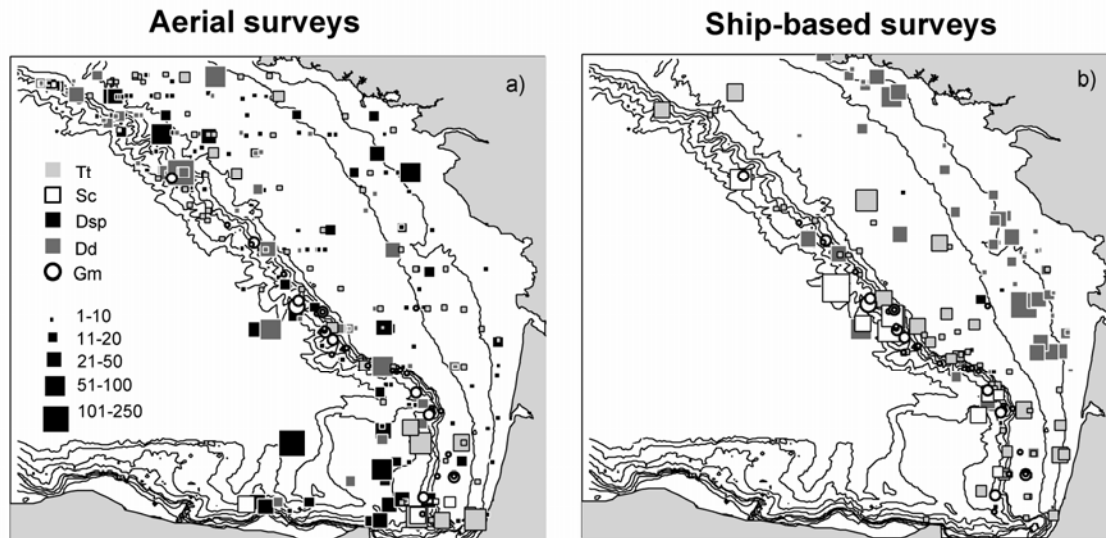 Aerial surveys
Ship-based surveys
a)
b)
Tt
Sc
Dsp
Dd
Gm
1-10
11-20
21-50
51-100
101-250